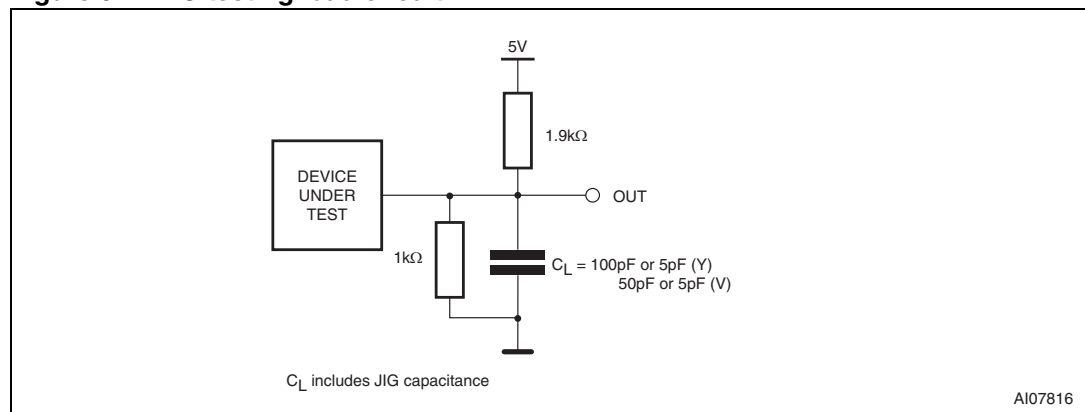 5V
1.9kΩ
DEVICE
UNDER
TEST
OUT
1kΩ
CL = 100pF or 5pF (Y)
50pF or 5pF (V)
CL includes JIG capacitance
AI07816